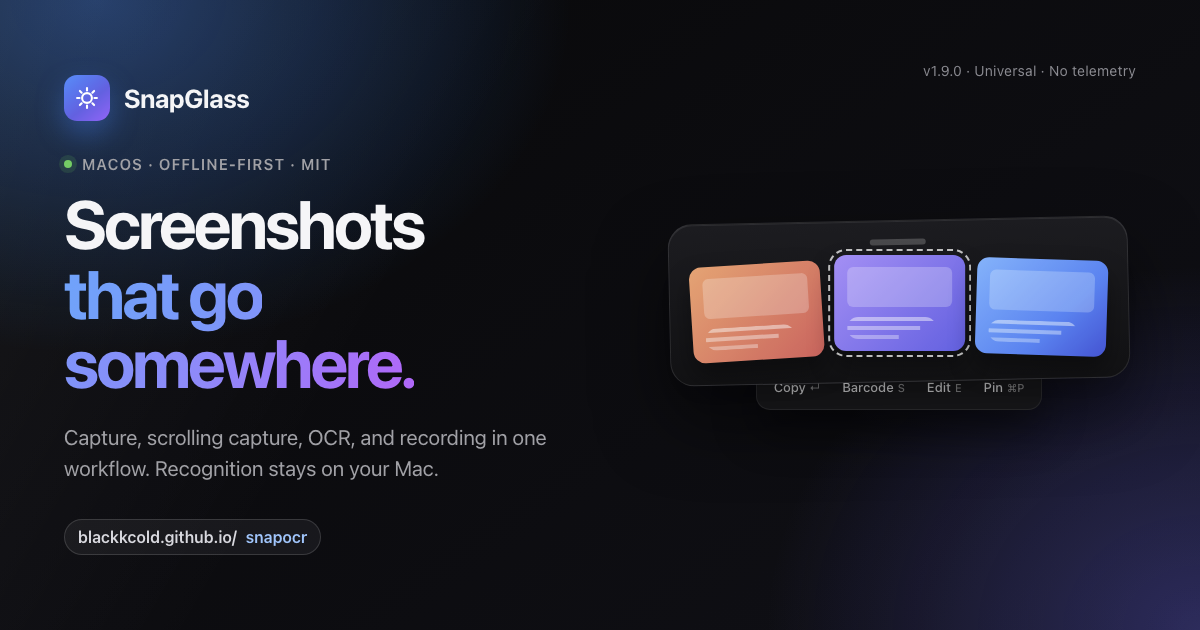 v1.9.0 · Universal · No telemetry
SnapGlass
MACOS · OFFLINE-FIRST · MIT
Screenshots
that go
somewhere.
Capture, scrolling capture, OCR, and recording in one
workflow. Recognition stays on your Mac.
blackkcold.github.io/ snapocr
Copy ↵ Barcode S Edit E Pin ⌘P